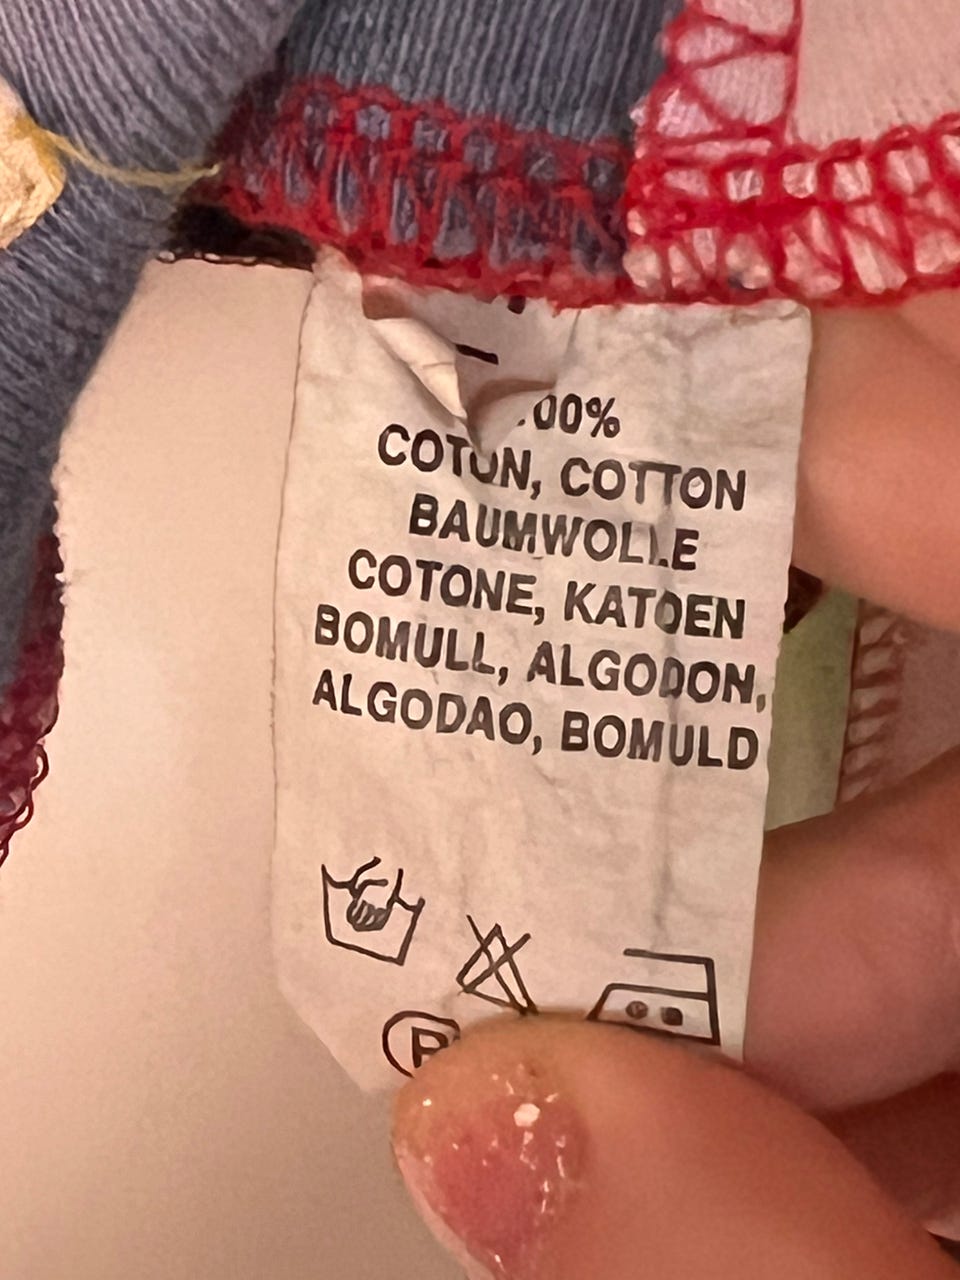 00%
COTON, COTTON
BAUMWOLLE
COTONE, KATOEN
BOMULL, ALGODON,
ALGODAO, BOMULD
P